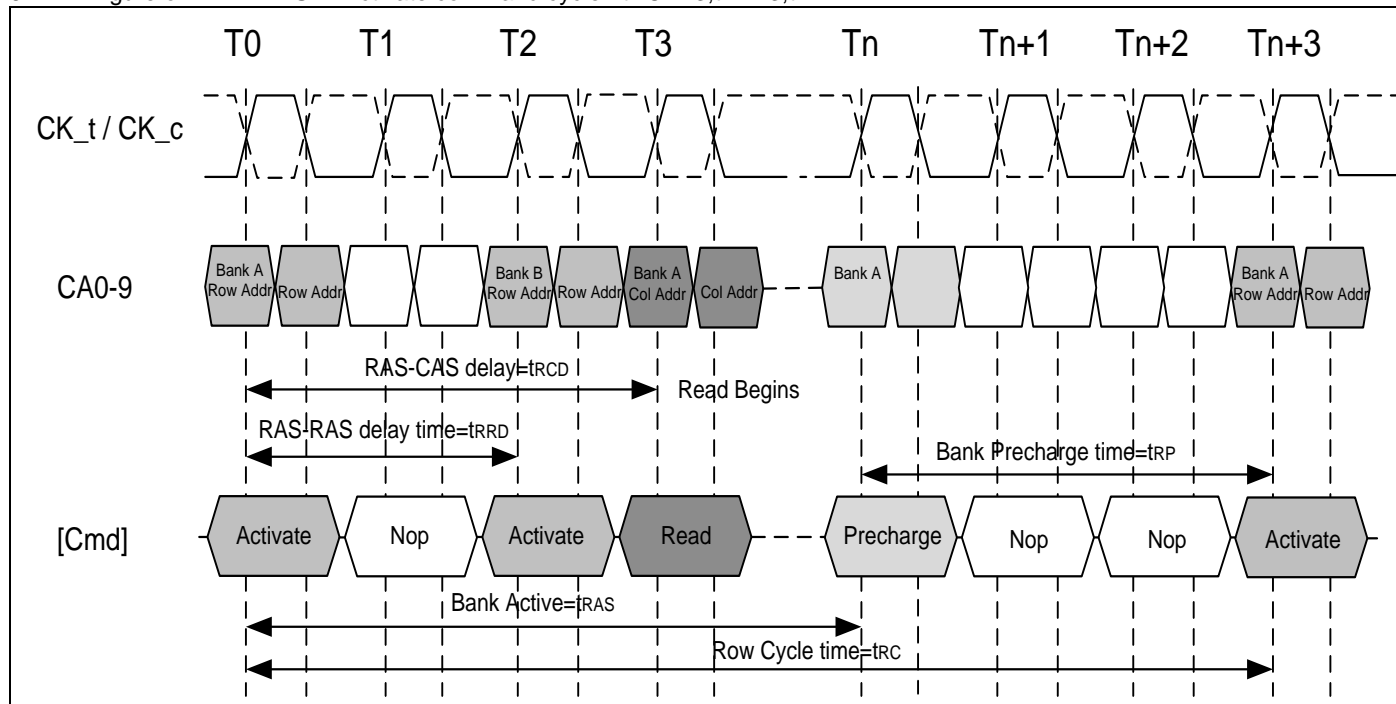 T0 T1 T2 T3 Tn Tn+1 Tn+2 Tn+3
CK_t / CK_c
CA0-9
Bank A
Row Addr
Row Addr
Bank B
Row Addr
Row Addr
Bank A
Col Addr
Col Addr
Bank A
Bank A
Row Addr
Row Addr
RAS-CAS delay=tRCD
Read Begins
RAS-RAS delay time=tRRD
Bank Precharge time=tRP
[Cmd]
Activate Nop Activate Read Precharge Nop Nop Activate
Bank Active=tRAS
Row Cycle time=tRC